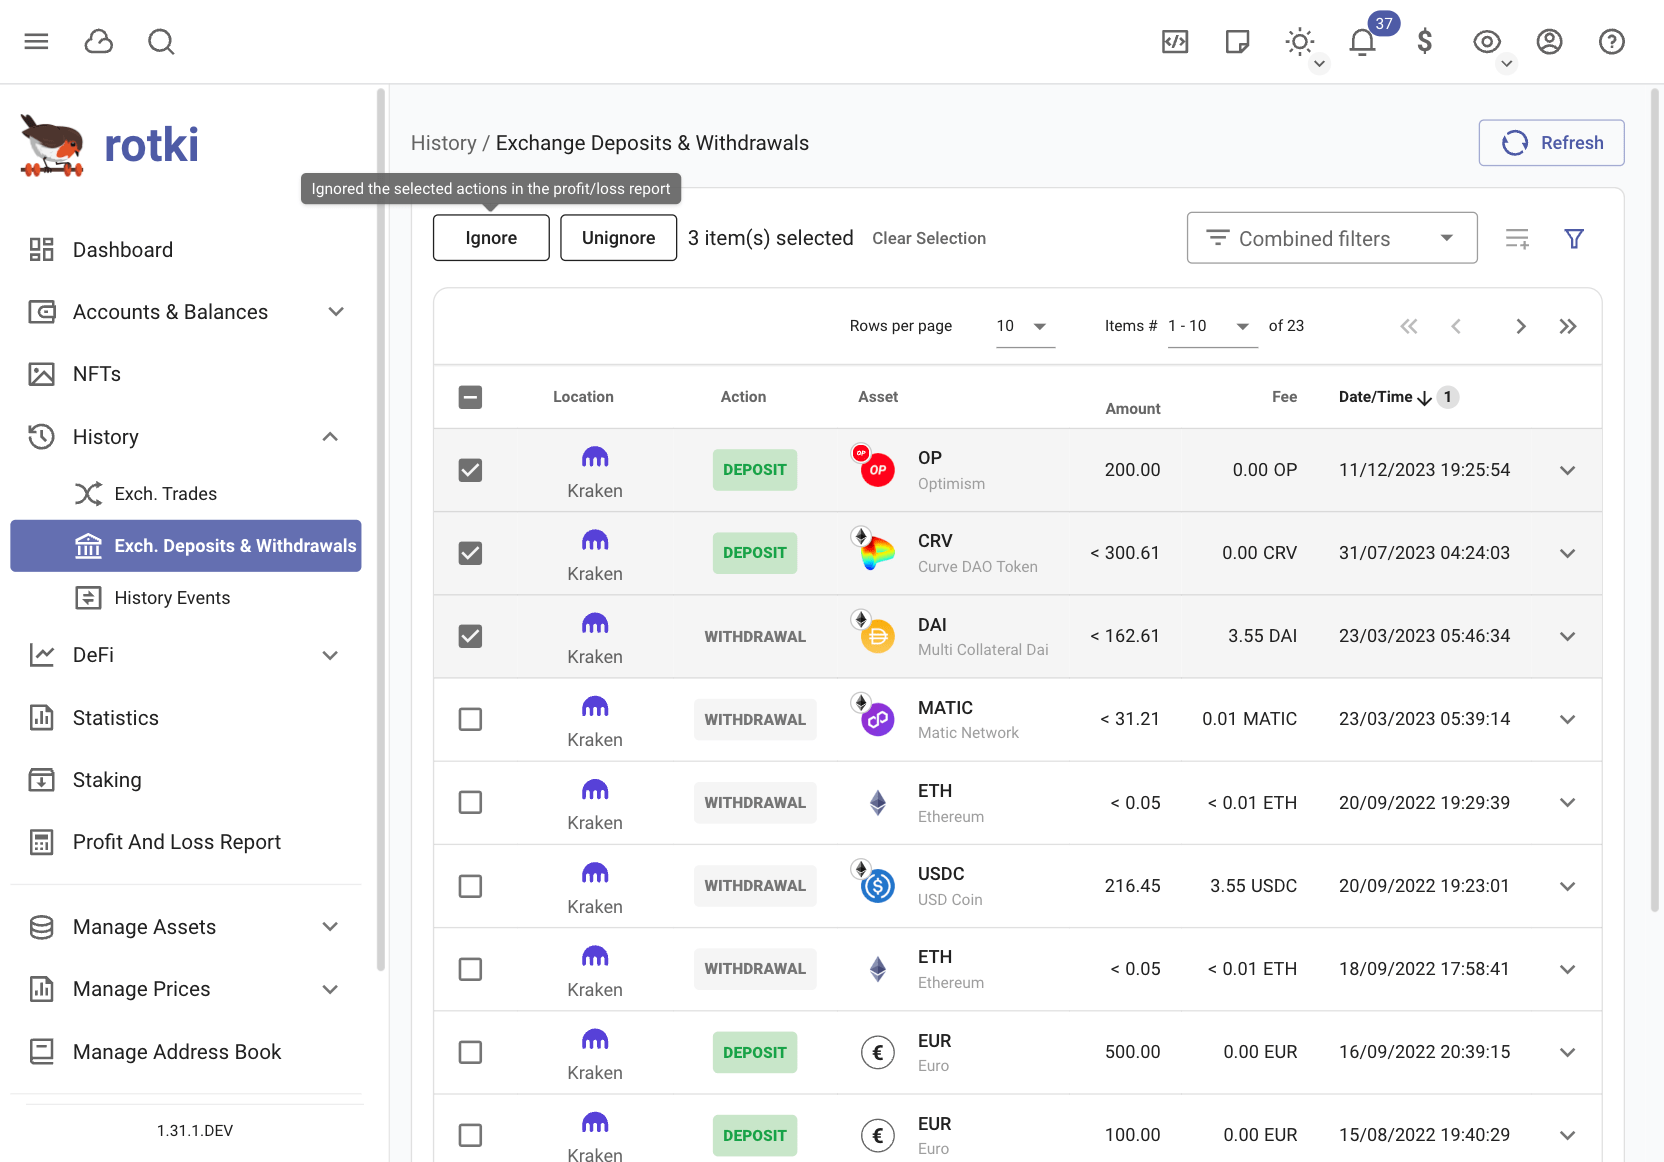 37
rotki
History / Exchange Deposits & Withdrawals
Refresh
Ignored the selected actions in the profit/loss report
Ignore
Unignore
3 item(s) selected
Clear Selection
Combined filters
Dashboard
Accounts & Balances
NFTs
History
Exch. Trades
Exch. Deposits & Withdrawals
History Events
DeFi
Statistics
Staking
Profit And Loss Report
Manage Assets
Manage Prices
Manage Address Book
1.31.1.DEV
Rows per page 10 Items # 1 - 10 of 23
Location Action Asset Amount Fee Date/Time 1
Kraken DEPOSIT OP OP OP Optimism 200.00 0.00 OP 11/12/2023 19:25:54
Kraken DEPOSIT CRV Curve DAO Token < 300.61 0.00 CRV 31/07/2023 04:24:03
Kraken WITHDRAWAL DAI Multi Collateral Dai < 162.61 3.55 DAI 23/03/2023 05:46:34
Kraken WITHDRAWAL MATIC Matic Network < 31.21 0.01 MATIC 23/03/2023 05:39:14
Kraken WITHDRAWAL ETH Ethereum < 0.05 < 0.01 ETH 20/09/2022 19:29:39
Kraken WITHDRAWAL USDC USD Coin 216.45 3.55 USDC 20/09/2022 19:23:01
Kraken WITHDRAWAL ETH Ethereum < 0.05 < 0.01 ETH 18/09/2022 17:58:41
Kraken DEPOSIT € EUR Euro 500.00 0.00 EUR 16/09/2022 20:39:15
Kraken DEPOSIT € EUR Euro 100.00 0.00 EUR 15/08/2022 19:40:29